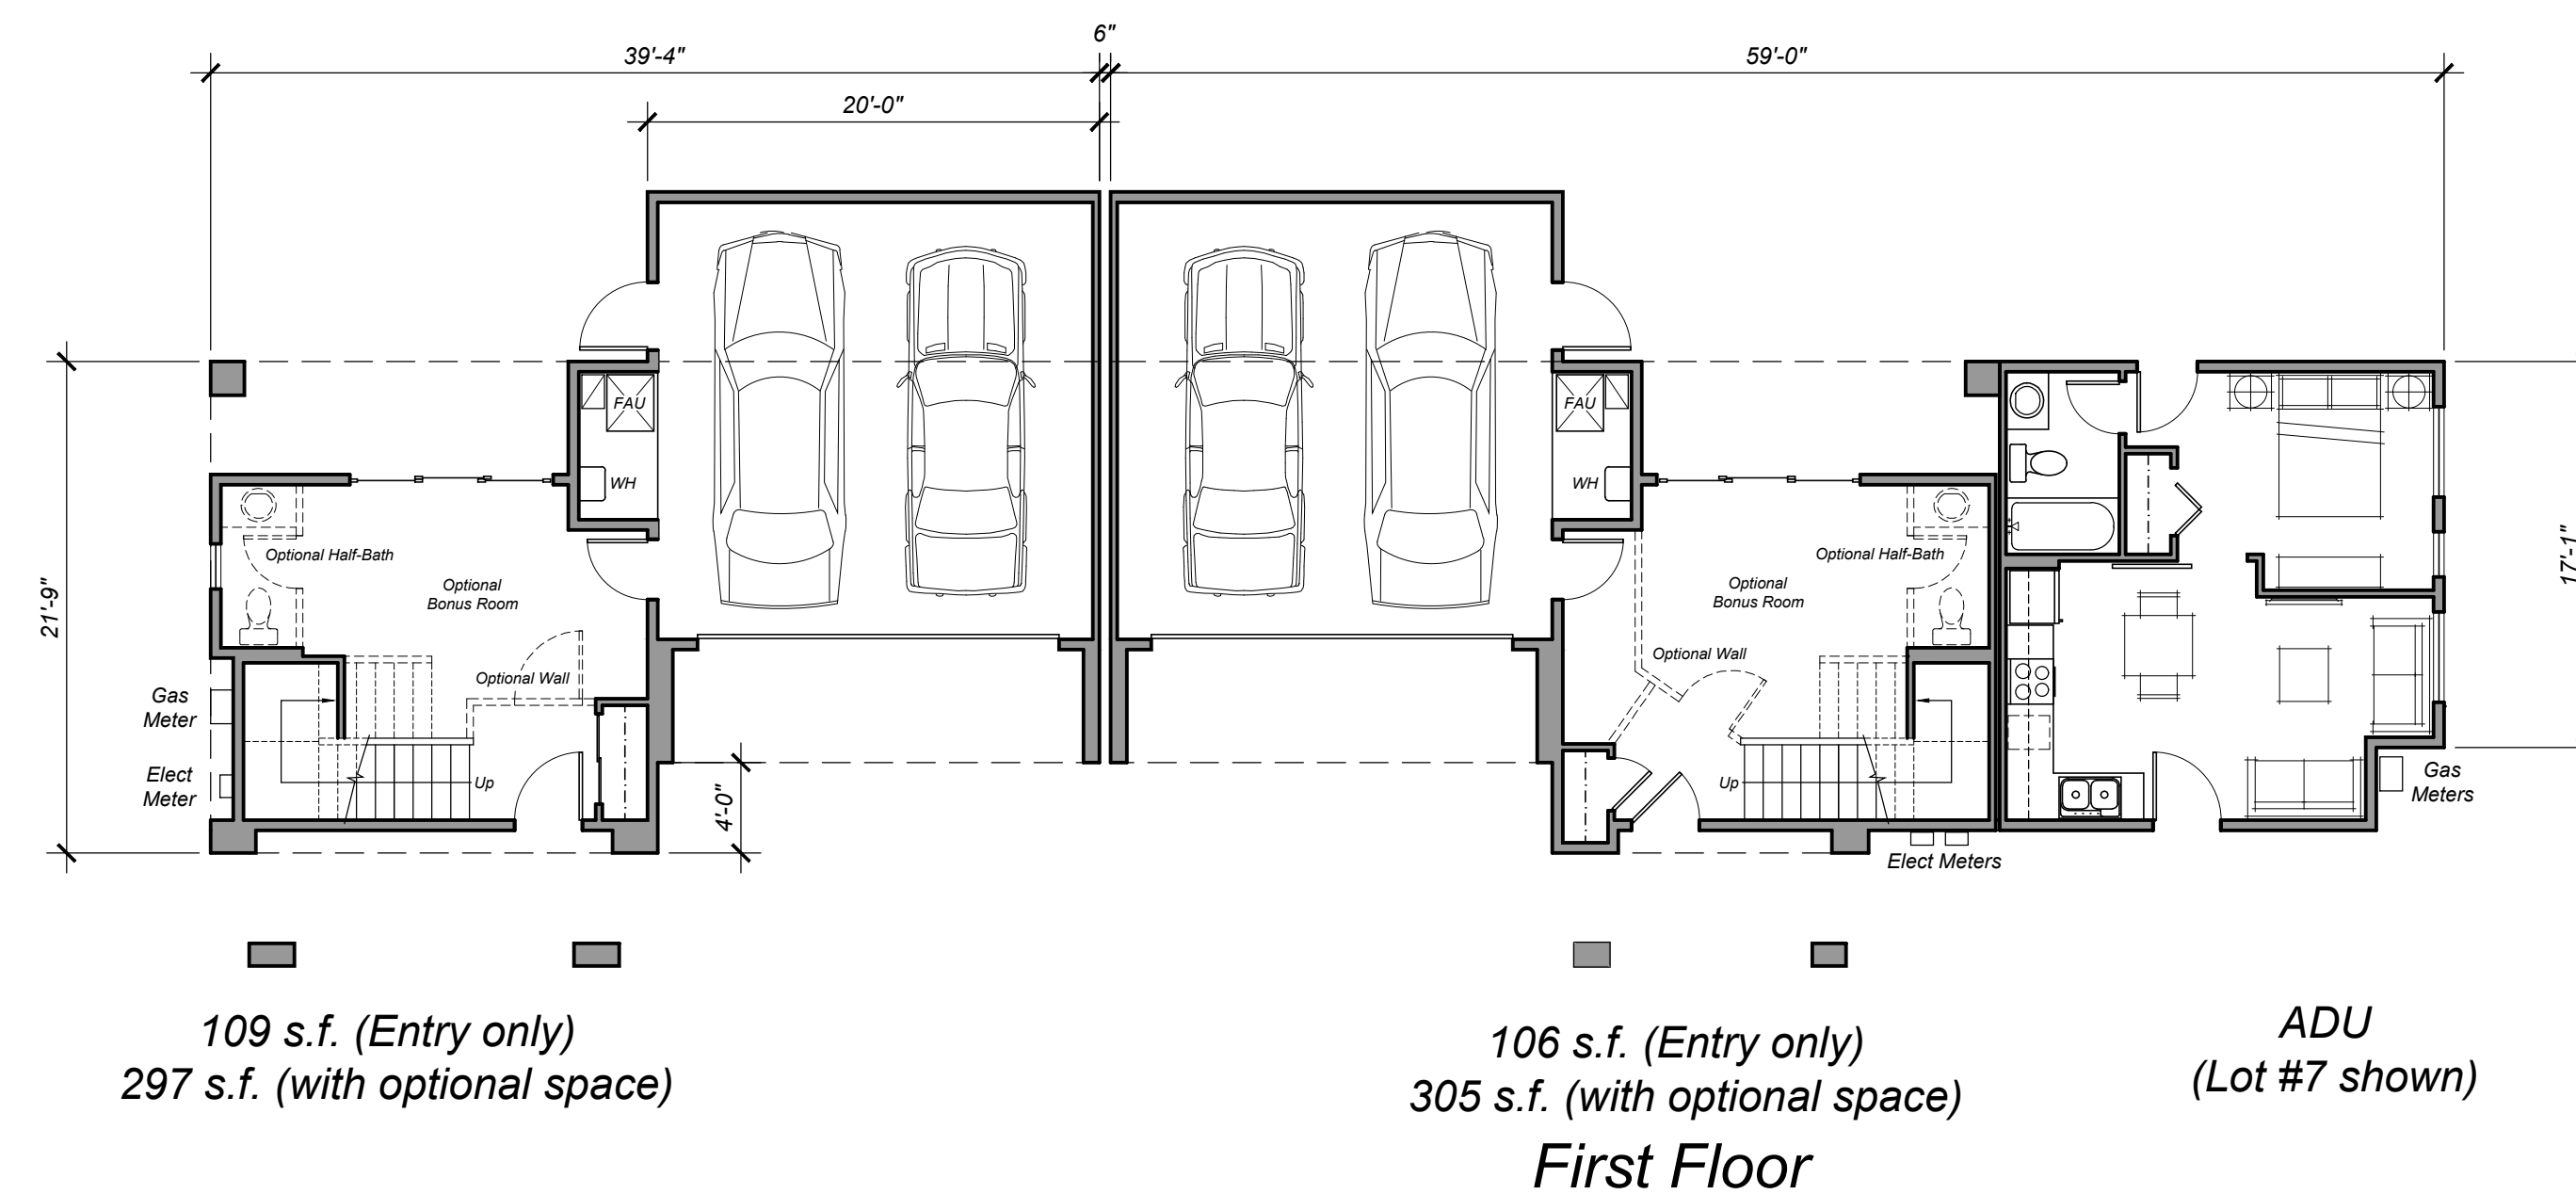 6"
39'-4"
59'-0"
20'-0"
FAU
FAU
WH
WH
Optional Half-Bath
Optional Half-Bath
Optional
Bonus Room
Optional
Bonus Room
21'-9"
17'-1"
Optional Wall
Optional Wall
Gas
Meter
Elect
Meter
Up
Up
4'-0"
Gas
Meters
Elect Meters
109 s.f. (Entry only)
297 s.f. (with optional space)
106 s.f. (Entry only)
305 s.f. (with optional space)
ADU
(Lot #7 shown)
First Floor